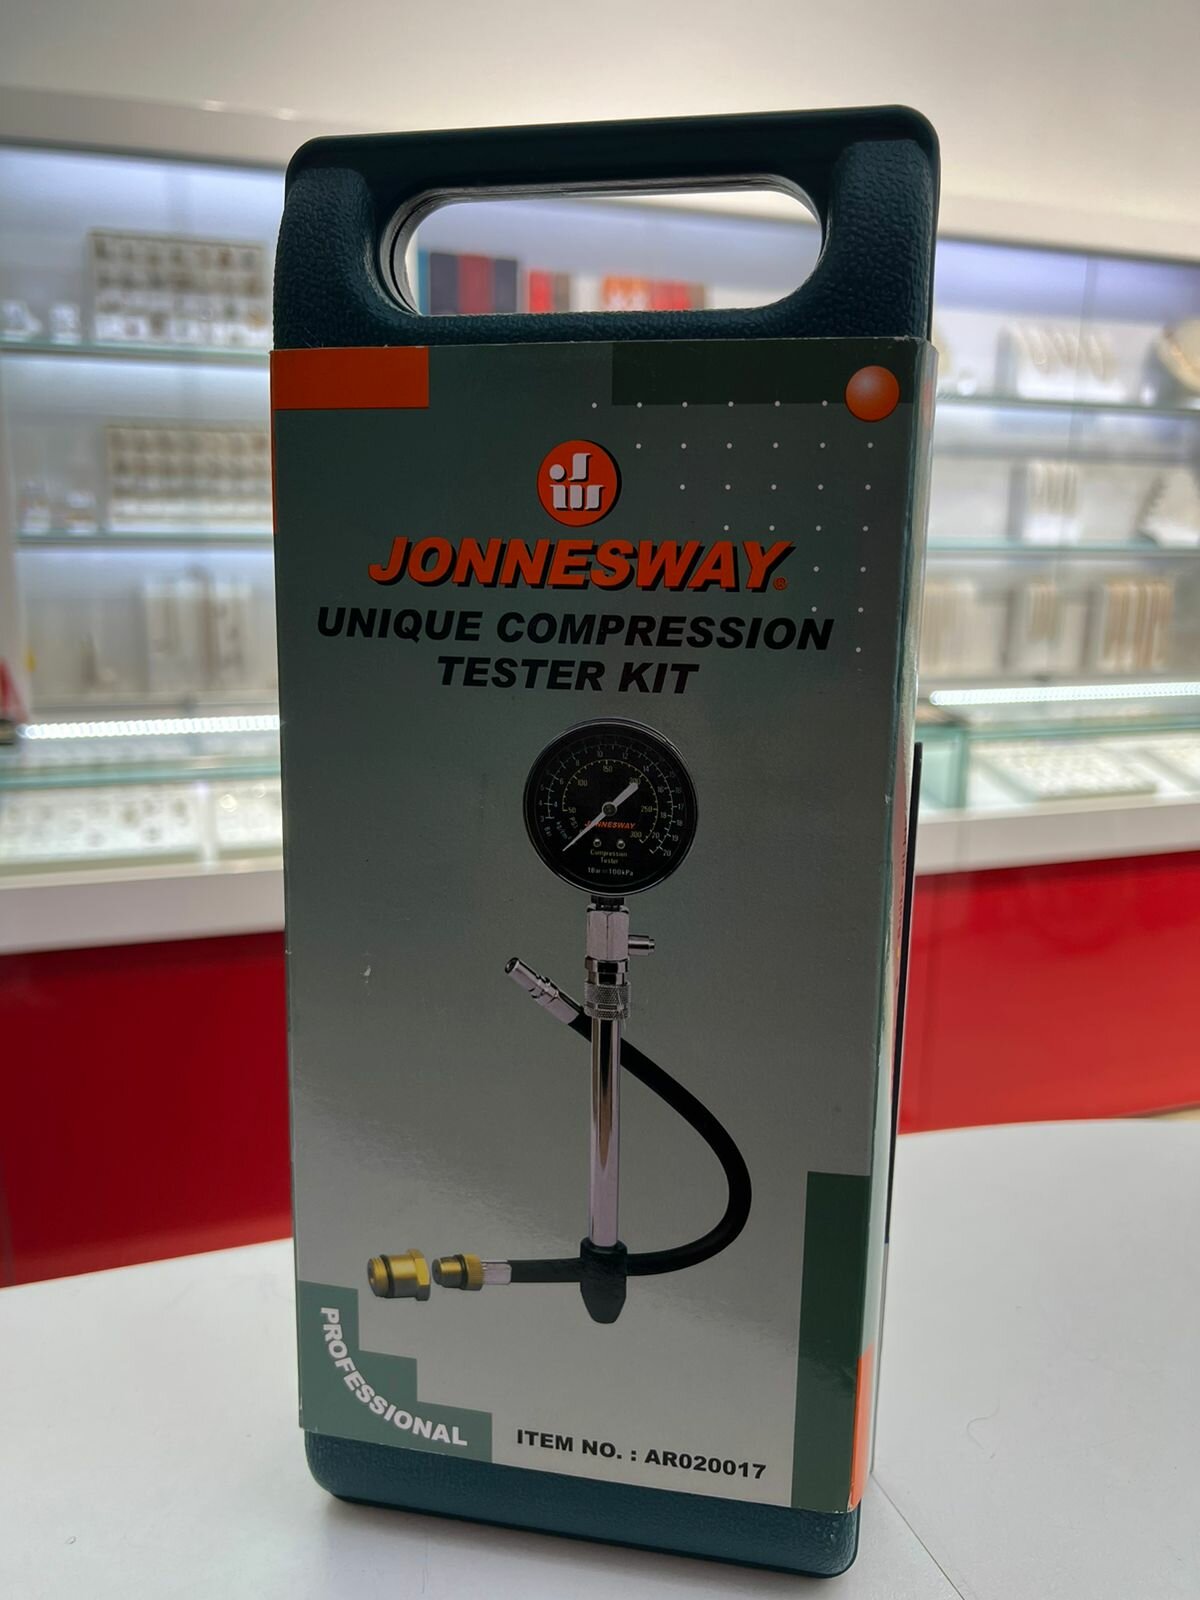 JONNESWAY®
UNIQUE COMPRESSION
TESTER KIT
JONNESWAY
Compression
Tester
1Bar = 100kPa
PROFESSIONAL
ITEM NO. : AR020017